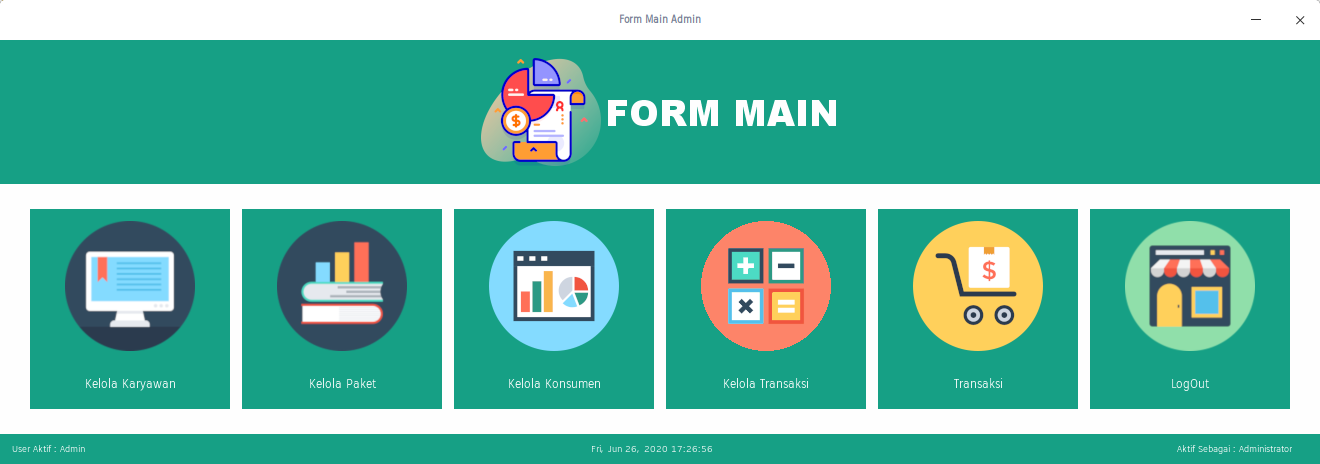 Form Main Admin
FORM MAIN
Kelola Karyawan
Kelola Paket
Kelola Konsumen
Kelola Transaksi
Transaksi
LogOut
User Aktif : Admin
Fri, Jun 26, 2020 17:26:56
Aktif Sebagai : Administrator